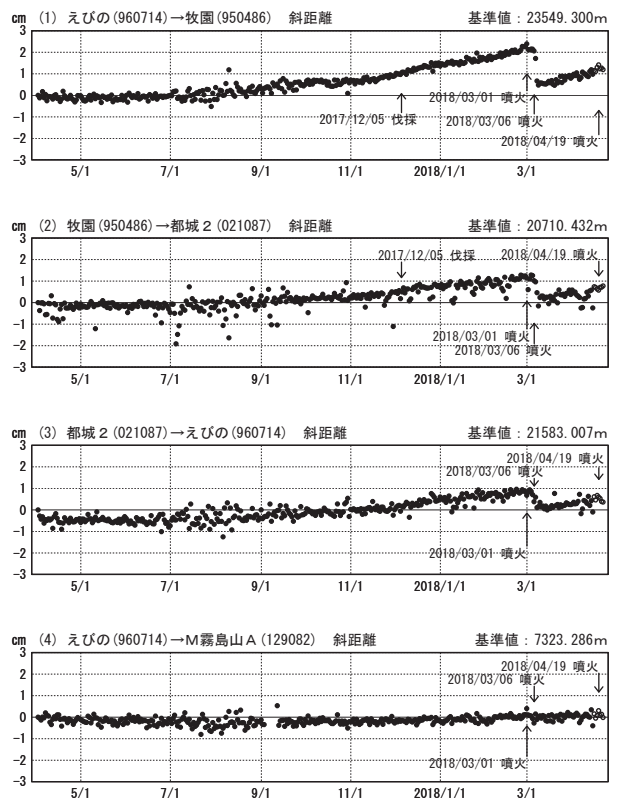 cm (1) えびの(960714)→牧園(950486) 斜距離 基準値：23549.300m
3
2
1
0
-1
-2
-3
2017/12/05 伐採
2018/03/01 噴火
2018/03/06 噴火
2018/04/19 噴火
5/1 7/1 9/1 11/1 2018/1/1 3/1
cm (2) 牧園(950486)→都城２(021087) 斜距離 基準値：20710.432m
3
2
1
0
-1
-2
-3
2017/12/05 伐採 2018/04/19 噴火
2018/03/01 噴火
2018/03/06 噴火
5/1 7/1 9/1 11/1 2018/1/1 3/1
cm (3) 都城２(021087)→えびの(960714) 斜距離 基準値：21583.007m
3
2
1
0
-1
-2
-3
2018/04/19 噴火
2018/03/06 噴火
2018/03/01 噴火
5/1 7/1 9/1 11/1 2018/1/1 3/1
cm (4) えびの(960714)→Ｍ霧島山Ａ(129082) 斜距離 基準値：7323.286m
3
2
1
0
-1
-2
-3
2018/04/19 噴火
2018/03/06 噴火
2018/03/01 噴火
5/1 7/1 9/1 11/1 2018/1/1 3/1